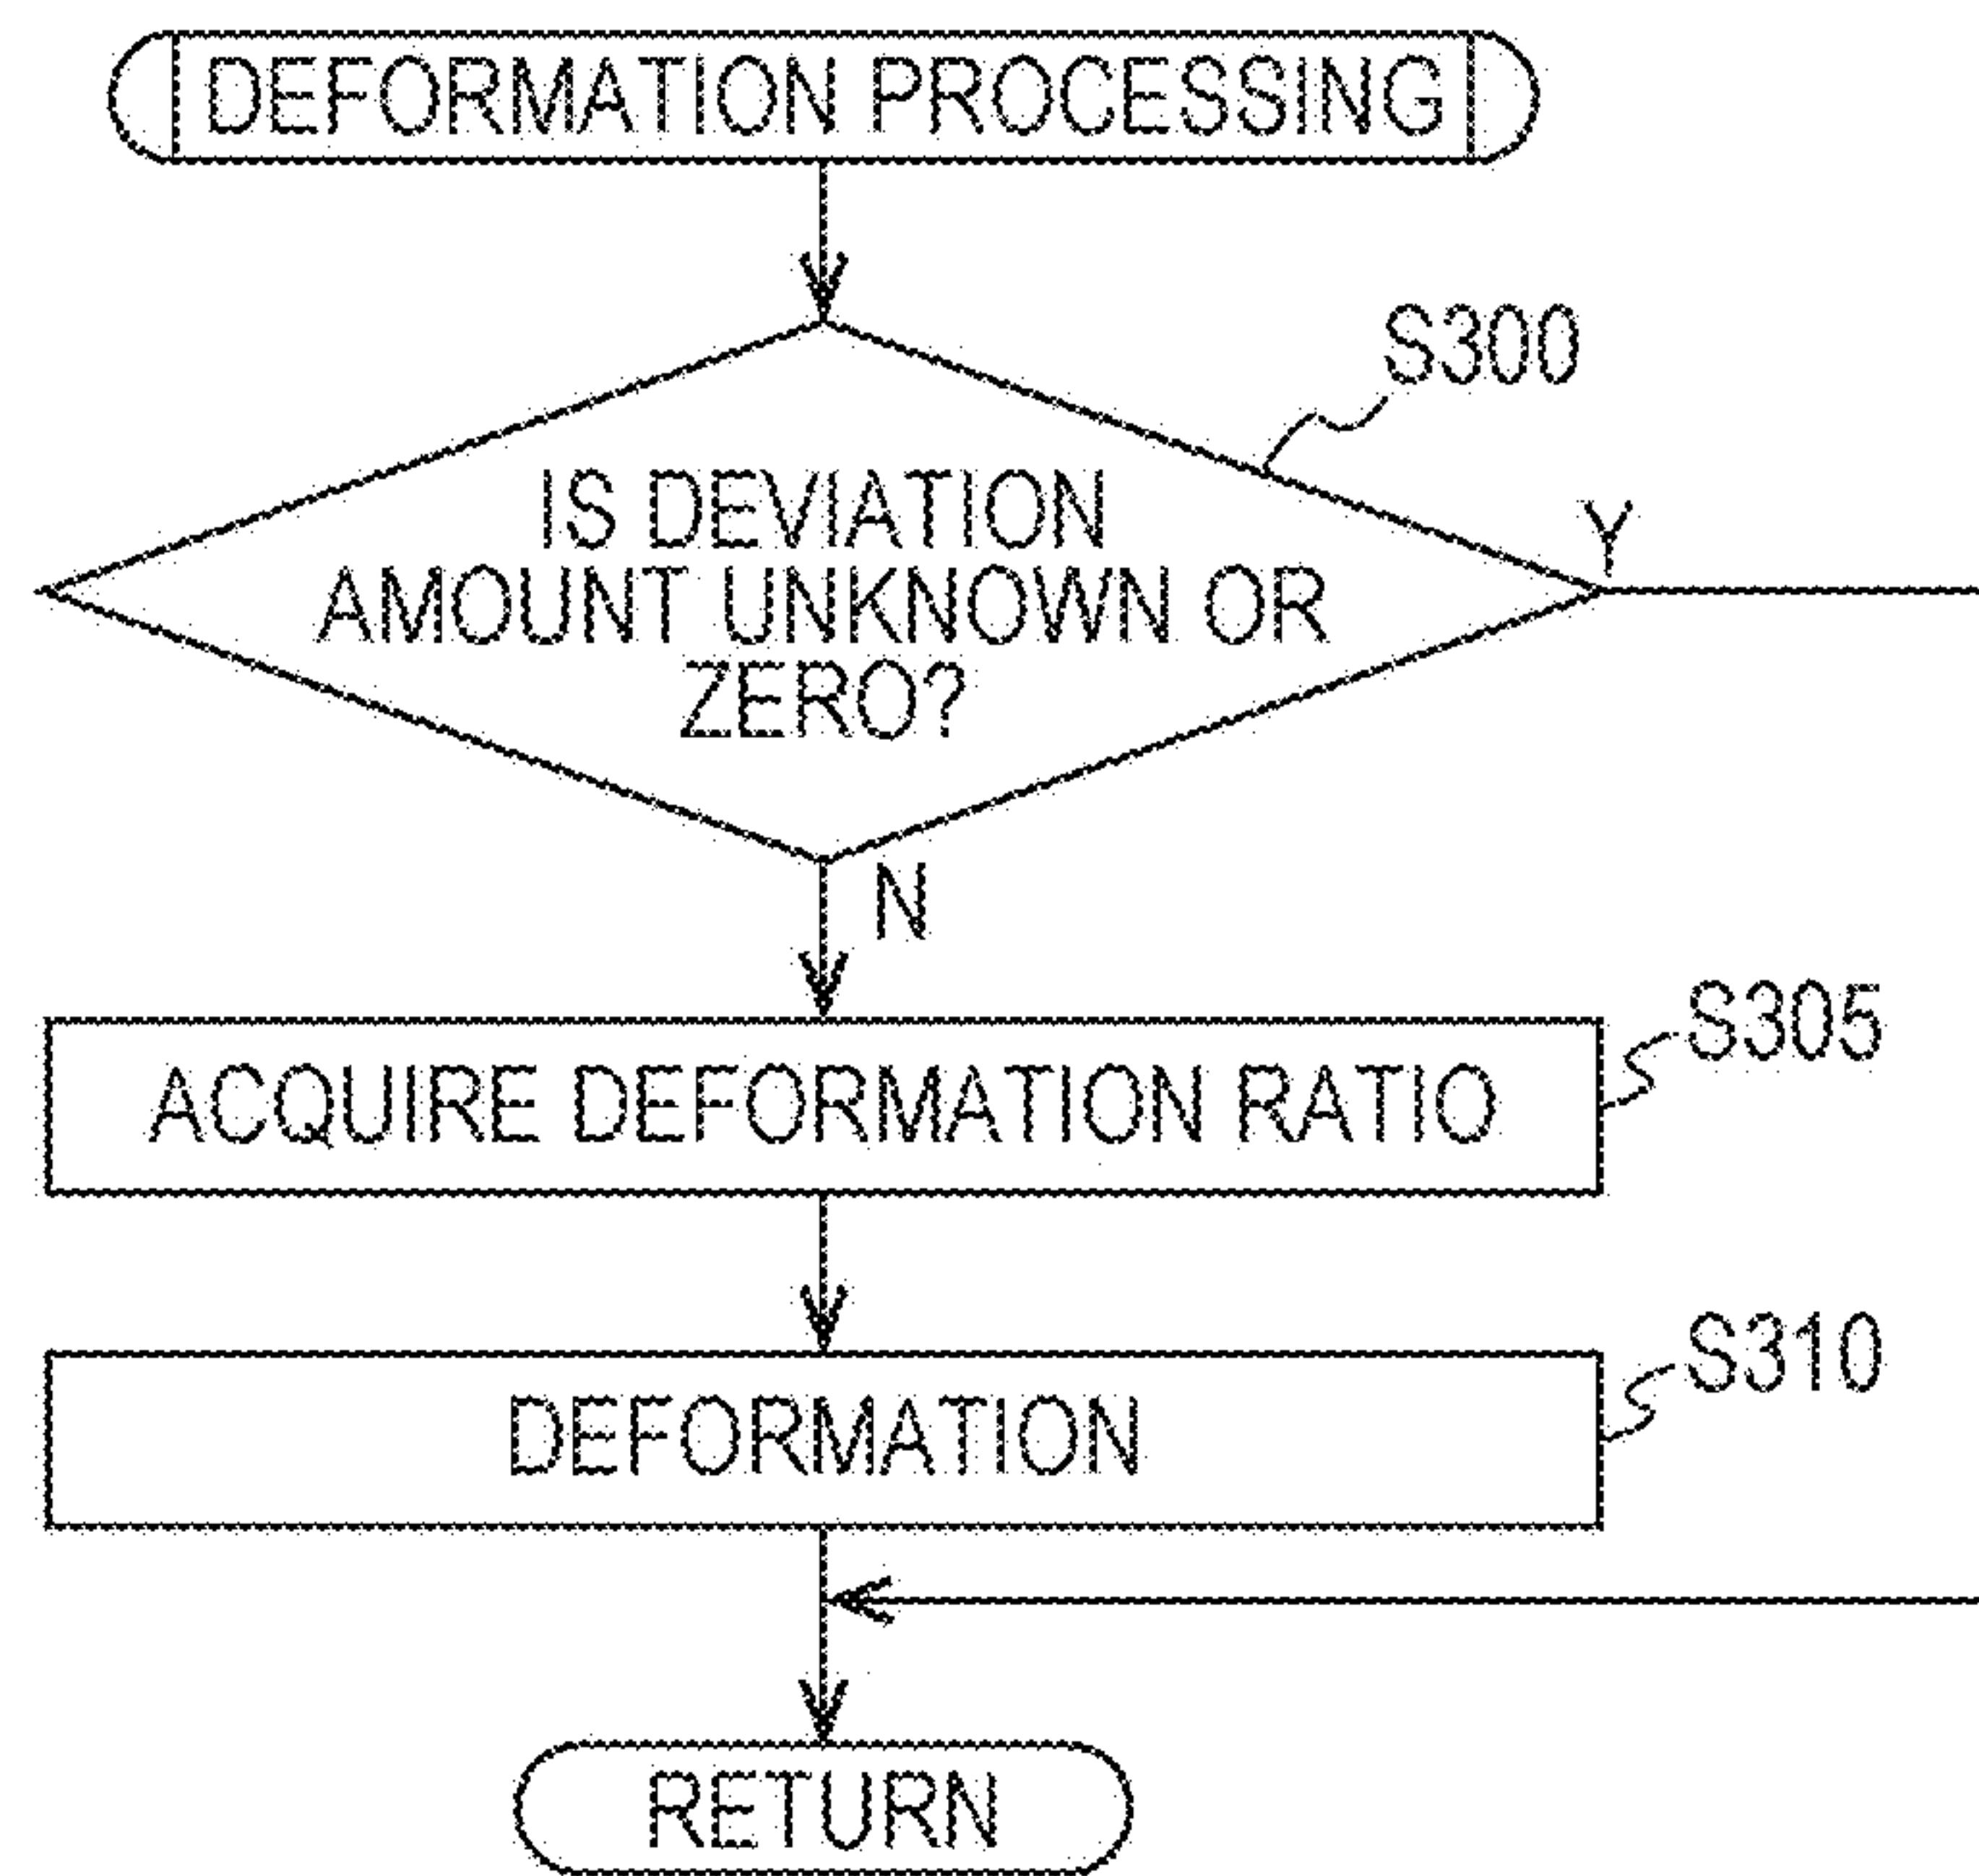 DEFORMATION PROCESSING
S300
IS DEVIATION
AMOUNT UNKNOWN OR
ZERO?
Y
N
S305
ACQUIRE DEFORMATION RATIO
S310
DEFORMATION
RETURN